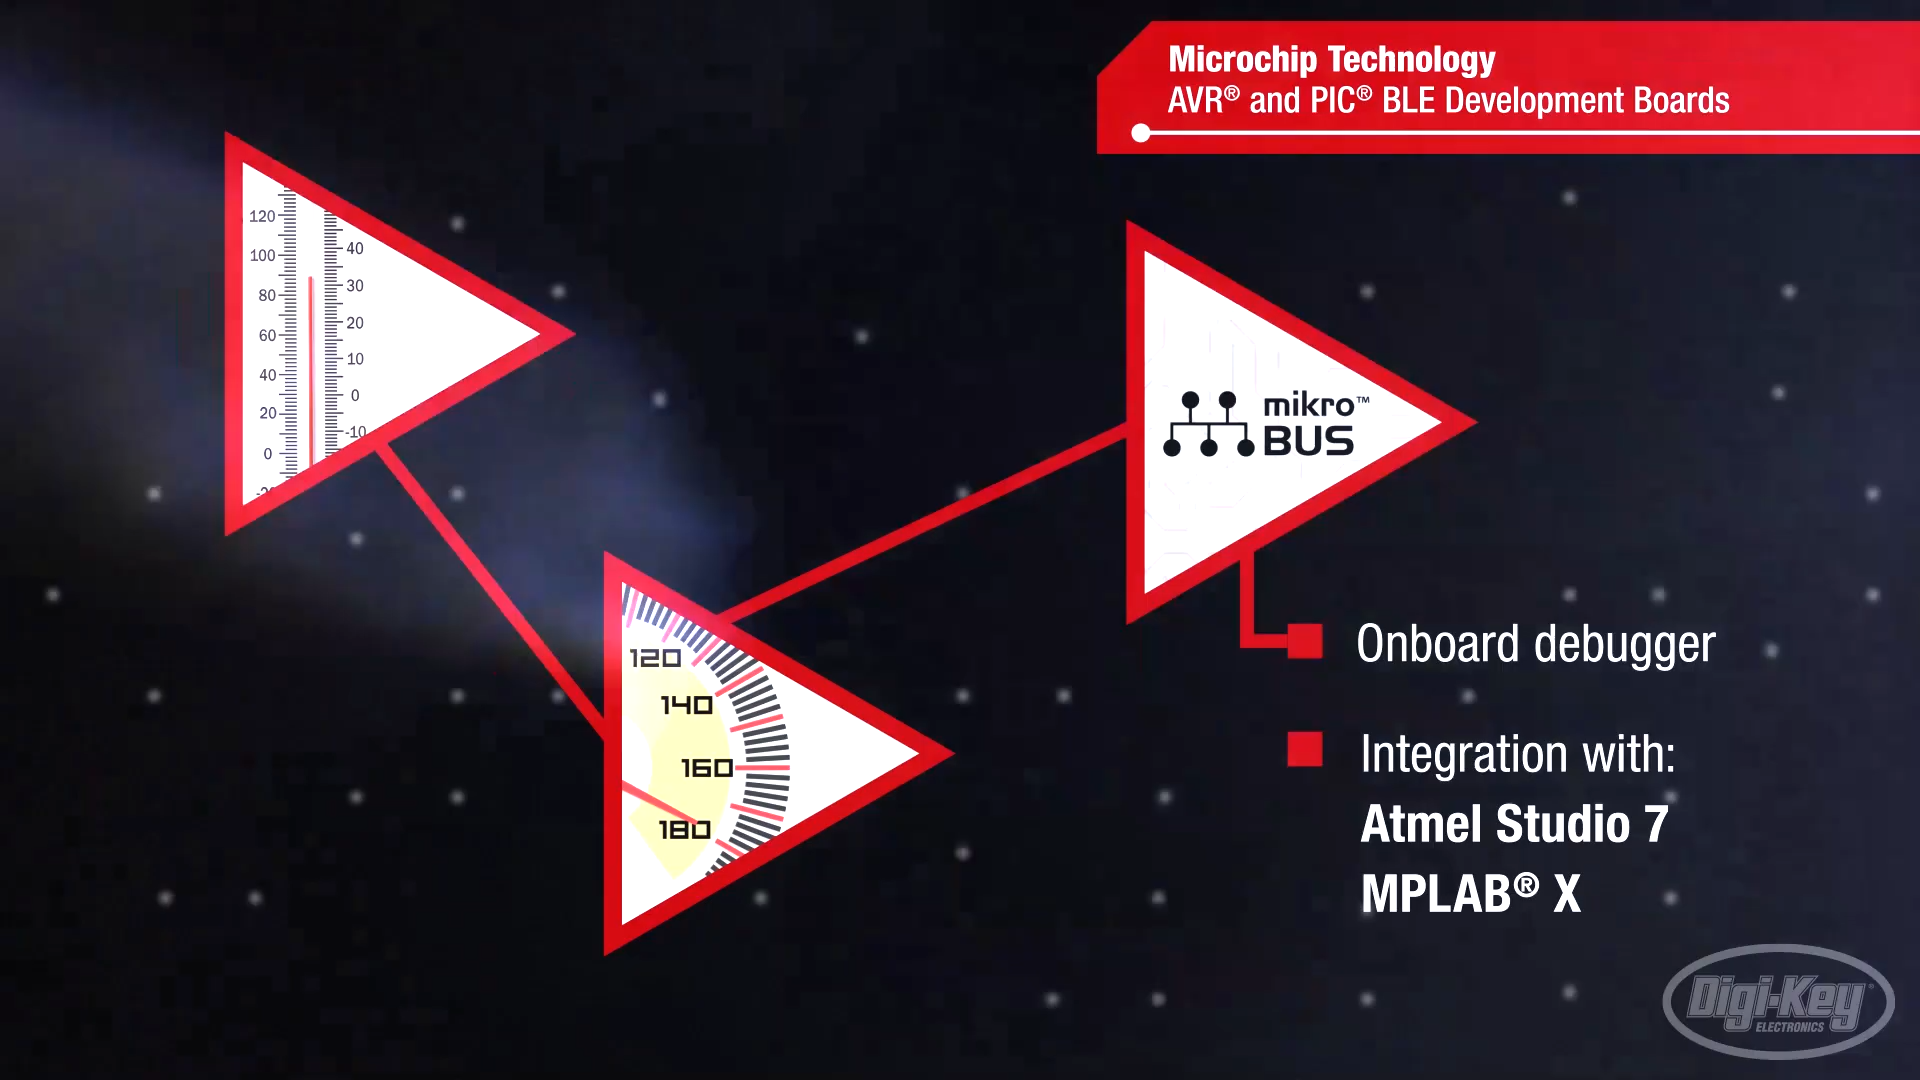 Microchip Technology
AVR® and PIC® BLE Development Boards
120
100
80
60
40
20
0
-20
40
30
20
10
0
-10
mikro™
BUS
120
140
160
180
Onboard debugger
Integration with:
Atmel Studio 7
MPLAB® X
Digi-Key®
ELECTRONICS